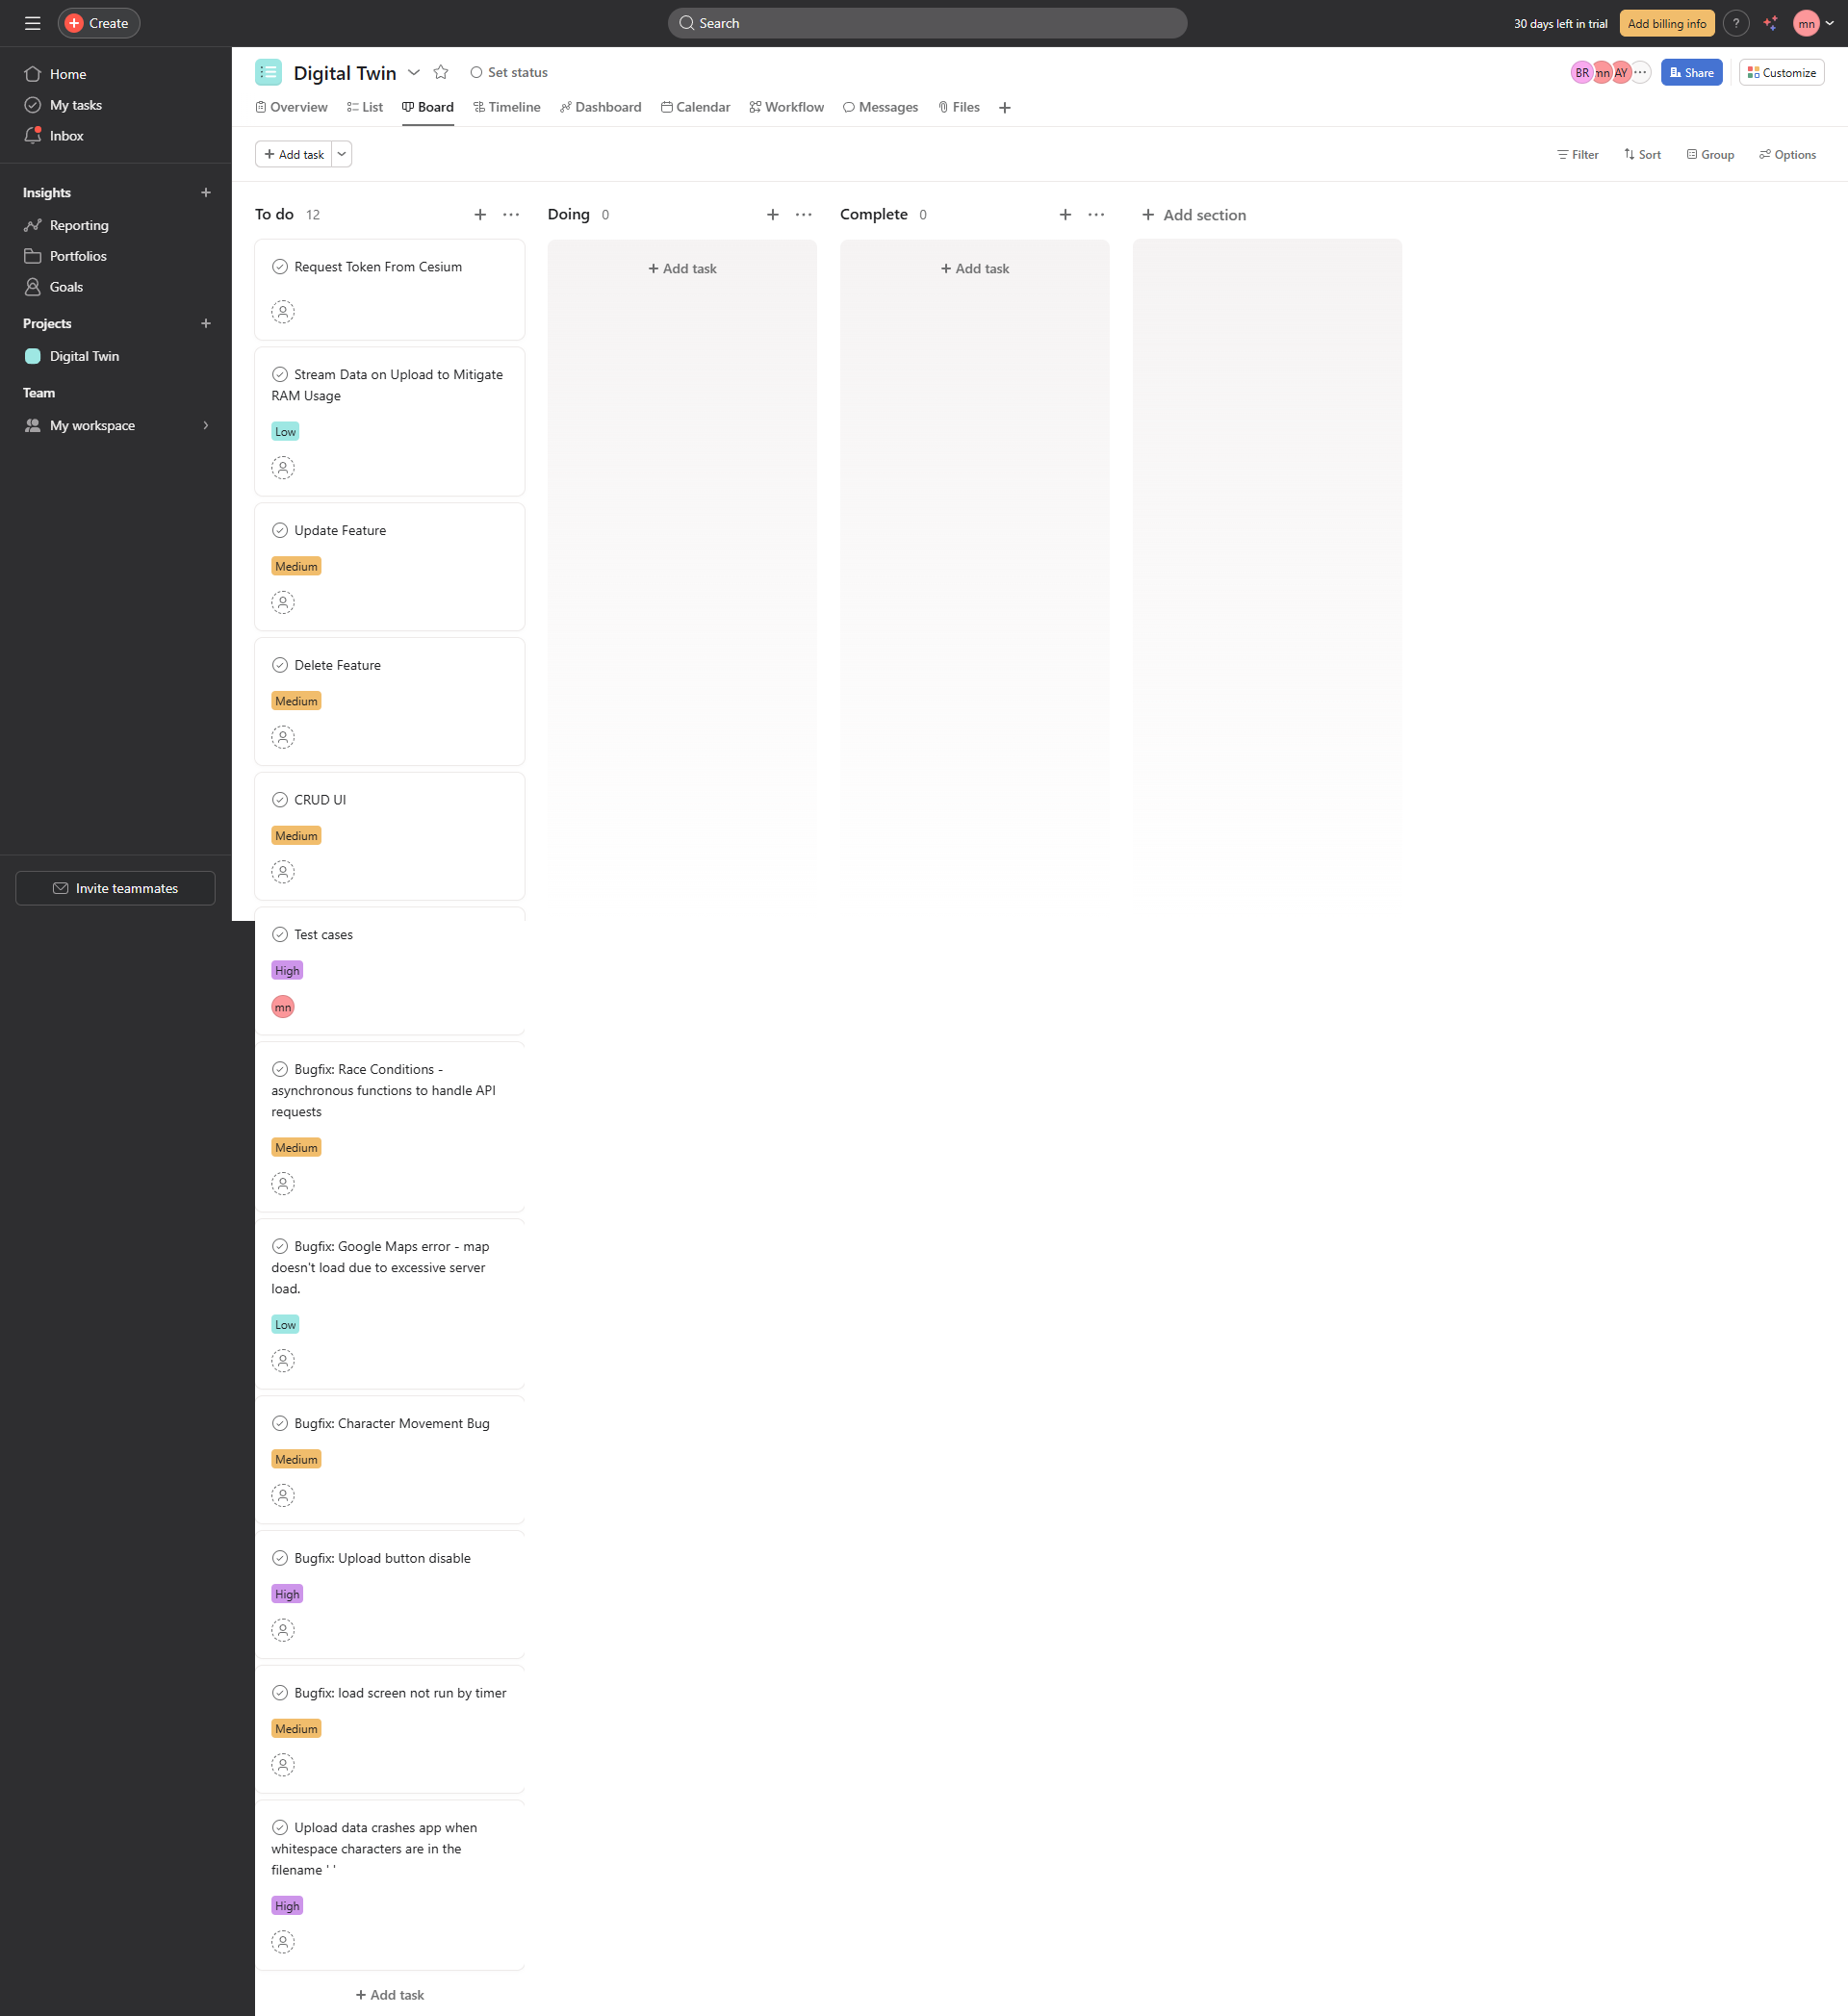 Create
Search
30 days left in trial
Add billing info
?
mn
Home
My tasks
Inbox
Insights
Reporting
Portfolios
Goals
Projects
Digital Twin
Team
My workspace
Invite teammates
Digital Twin
Set status
BR
mn
AY
Share
Customize
Overview
List
Board
Timeline
Dashboard
Calendar
Workflow
Messages
Files
Add task
Filter
Sort
Group
Options
To do 12
Request Token From Cesium
Stream Data on Upload to Mitigate
RAM Usage
Low
Update Feature
Medium
Delete Feature
Medium
CRUD UI
Medium
Test cases
High
mn
Bugfix: Race Conditions -
asynchronous functions to handle API
requests
Medium
Bugfix: Google Maps error - map
doesn't load due to excessive server
load.
Low
Bugfix: Character Movement Bug
Medium
Bugfix: Upload button disable
High
Bugfix: load screen not run by timer
Medium
Upload data crashes app when
whitespace characters are in the
filename ' '
High
+ Add task
Doing 0
+ Add task
Complete 0
+ Add task
+ Add section